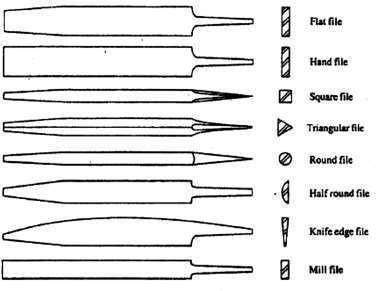 Flat file
Hand file
Square file
Triangular file
Round file
Half round file
Knife edge file
Mill file